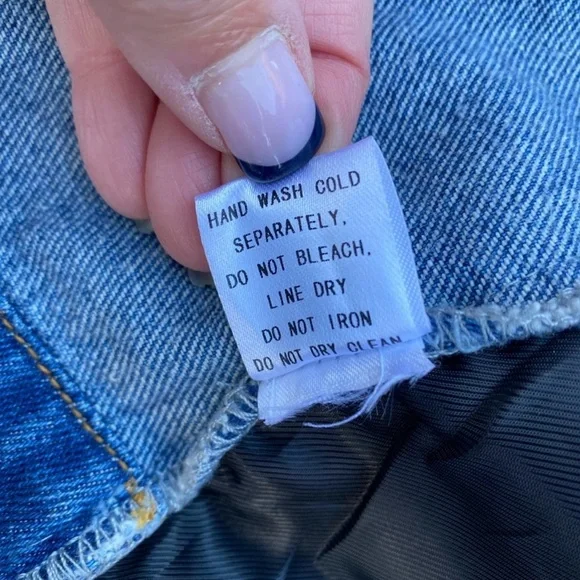 HAND WASH COLD
SEPARATELY.
DO NOT BLEACH.
LINE DRY
DO NOT IRON
DO NOT DRY CLEAN